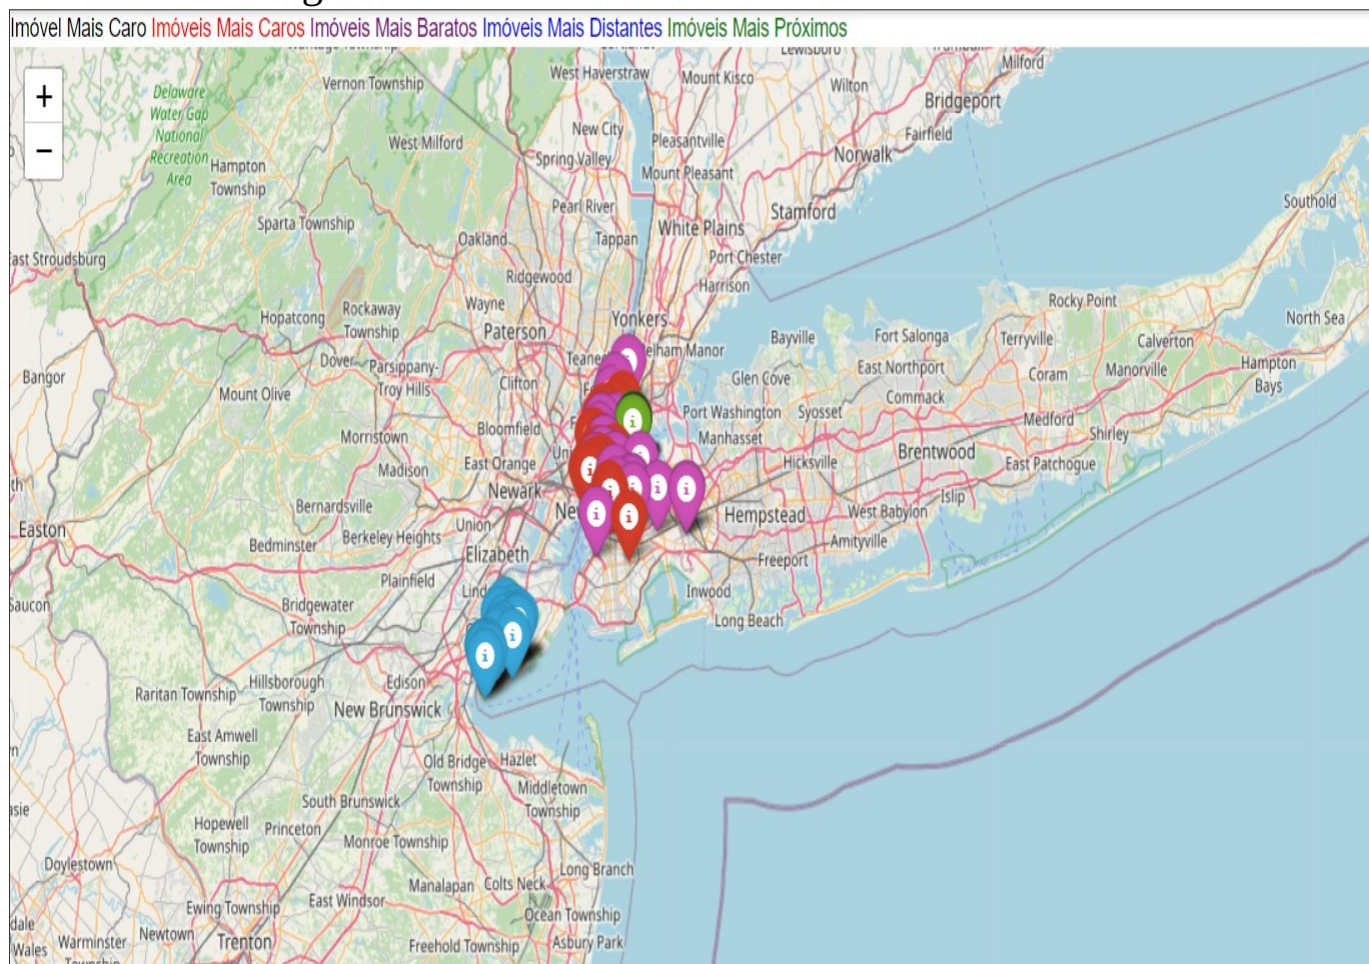 Imóvel Mais Caro Imóveis Mais Caros Imóveis Mais Baratos Imóveis Mais Distantes Imóveis Mais Próximos
+
−
West Haverstraw
Mount Kisco
Lewisboro
Milford
Vernon Township
Wilton
Bridgeport
Delaware
Water Gap
National
Recreation
Area
New City
Pleasantville
Fairfield
West Milford
Spring Valley
Norwalk
Hampton
Township
Mount Pleasant
Pearl River
Stamford
Southold
Sparta Township
White Plains
Oakland
Tappan
East Stroudsburg
Port Chester
Ridgewood
Harrison
Rocky Point
Hopatcong
Rockaway
Township
Wayne
Yonkers
North Sea
Paterson
Bayville
Fort Salonga
Terryville
Calverton
Dover
Parsippany-
Troy Hills
Hampton
Bays
Bangor
Mount Olive
Clifton
Glen Cove
East Northport
Coram
Manorville
Commack
Port Washington
Syosset
Medford
Bloomfield
Manhasset
Shirley
Morristown
Brentwood
Madison
East Orange
Hicksville
East Patchogue
Newark
Islip
Bernardsville
Hempstead
West Babylon
Easton
Union
Berkeley Heights
Amityville
Bedminster
Elizabeth
Freeport
Plainfield
Inwood
Bridgewater
Township
Long Beach
Edison
Hillsborough
Township
Raritan Township
New Brunswick
East Amwell
Township
Old Bridge
Township
Hazlet
Middletown
Township
South Brunswick
Hopewell
Township
Princeton
Monroe Township
Doylestown
Long Branch
Manalapan
Colts Neck
East Windsor
Ewing Township
Ocean Township
Newtown
Warminster
Township
Trenton
Freehold Township
Asbury Park